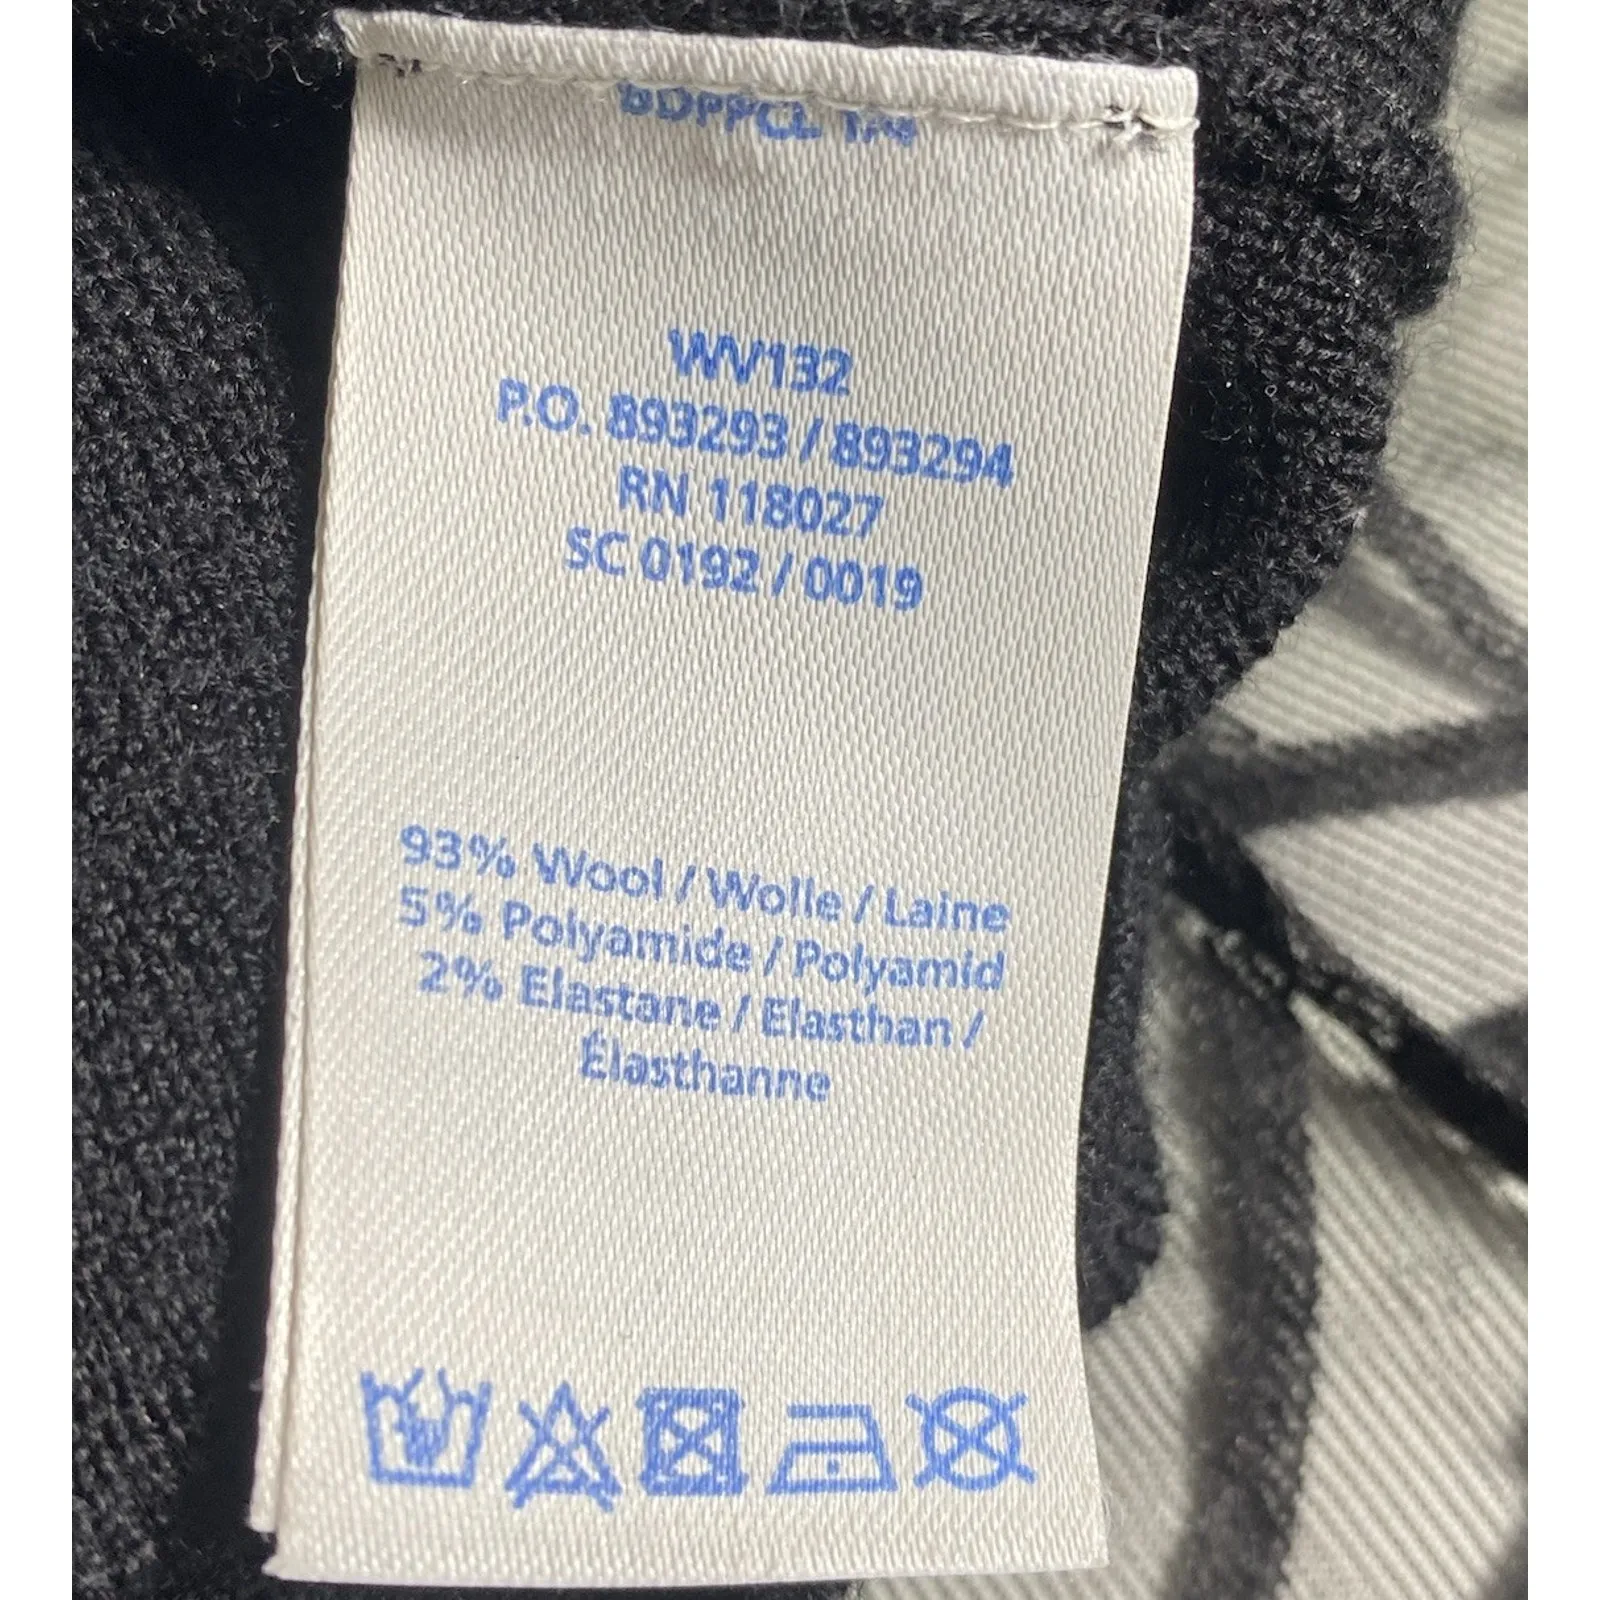 WV132
P.O. 893293 / 893294
RN 118027
SC 0192 / 0019
93% Wool / Wolle / Laine
5% Polyamide / Polyamid
2% Elastane / Elasthan /
Élasthanne